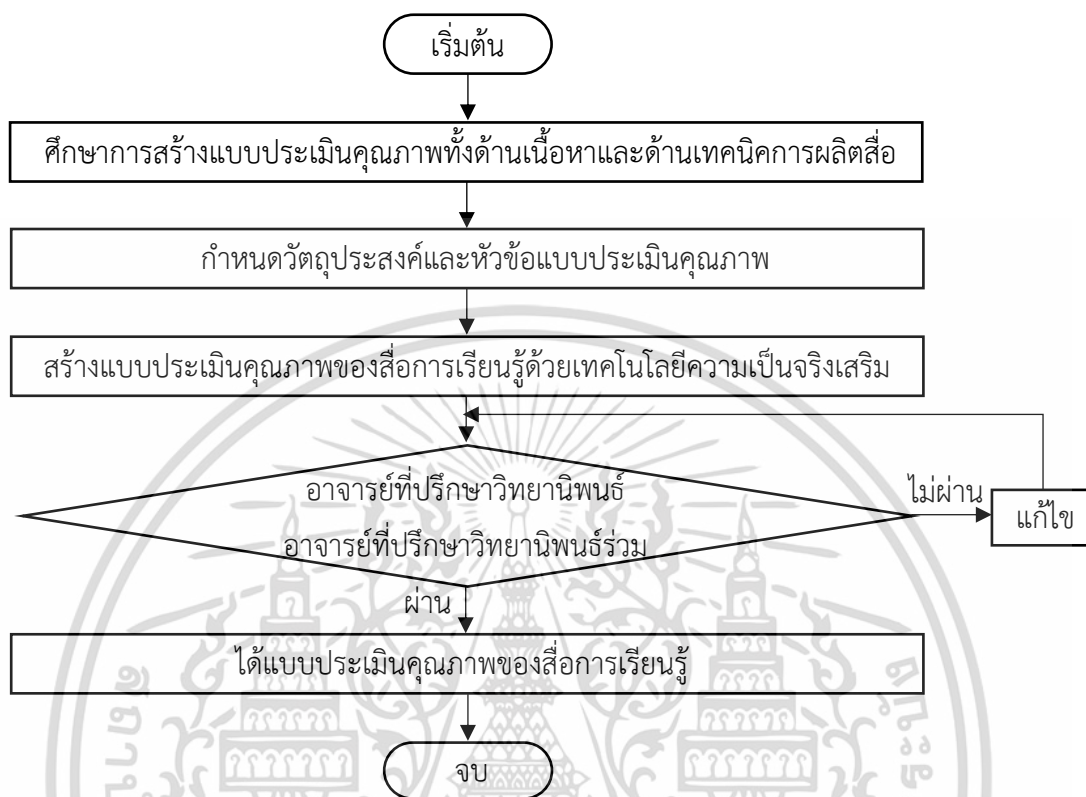 เริ่มต้น
ศึกษาการสร้างแบบประเมินคุณภาพทั้งด้านเนื้อหาและด้านเทคนิคการผลิตสื่อ
กำหนดวัตถุประสงค์และหัวข้อแบบประเมินคุณภาพ
สร้างแบบประเมินคุณภาพของสื่อการเรียนรู้ด้วยเทคโนโลยีความเป็นจริงเสริม
อาจารย์ที่ปรึกษาวิทยานิพนธ์
อาจารย์ที่ปรึกษาวิทยานิพนธ์ร่วม
ไม่ผ่าน
แก้ไข
ผ่าน
ได้แบบประเมินคุณภาพของสื่อการเรียนรู้
จบ